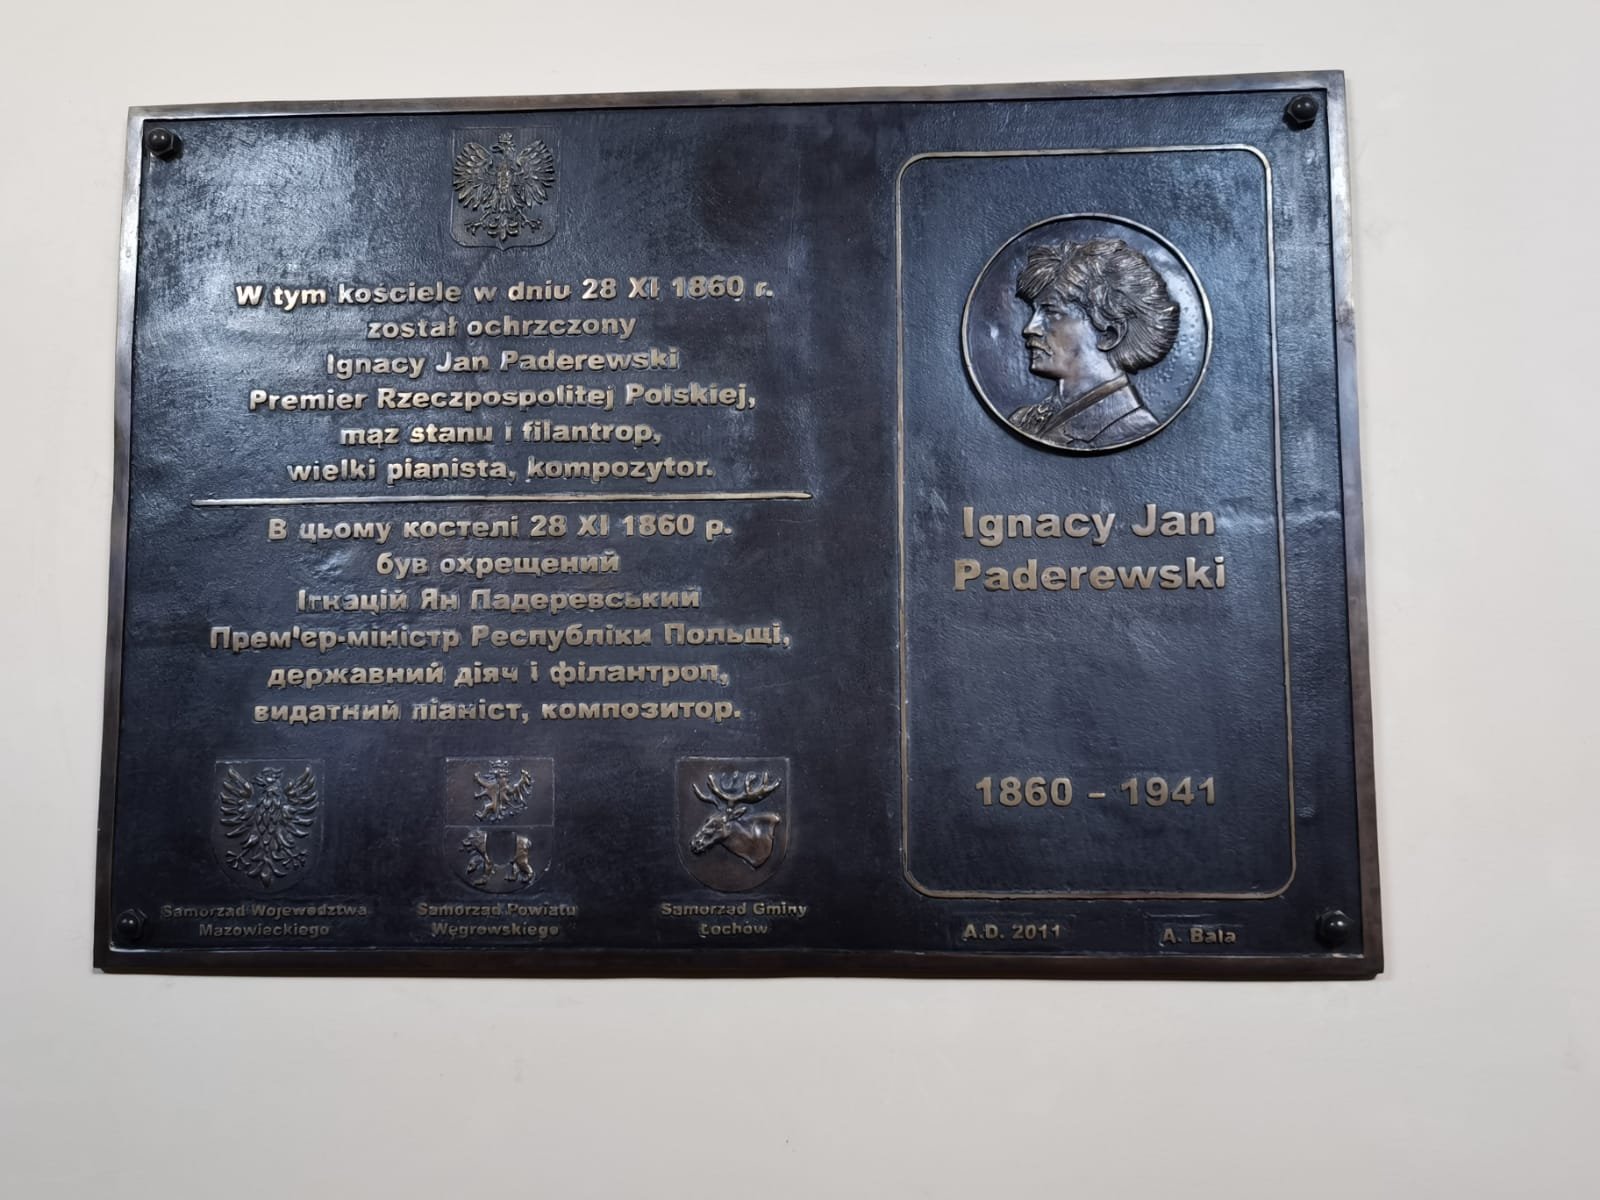 W tym kościele w dniu 28 XI 1860 r.
został ochrzczony
Ignacy Jan Paderewski
Premier Rzeczpospolitej Polskiej,
mąz stanu i filantrop,
wielki pianista, kompozytor.
В цьому костелі 28 XI 1860 р.
був охрещений
Ігнацій Ян Падеревський
Прем'єр-міністр Республіки Польщі,
державний діяч і філантроп,
видатний піаніст, композитор.
Samorząd Województwa
Mazowieckiego
Samorząd Powiatu
Węgrowskiego
Samorząd Gminy
Łochów
Ignacy Jan
Paderewski
1860 - 1941
A.D. 2011
A. Bala